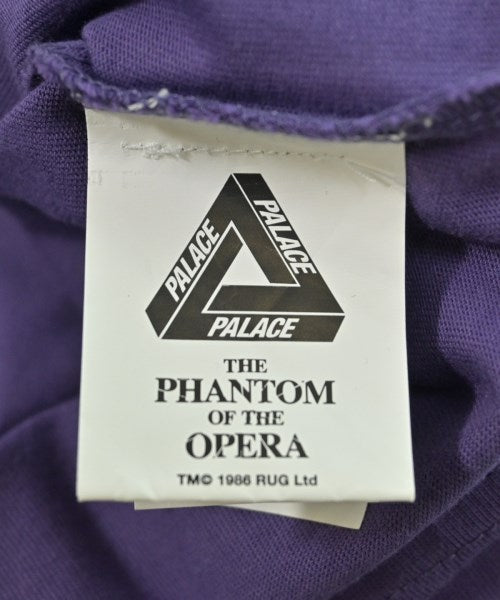 PALACE
PALACE
PALACE
THE
PHANTOM
OF THE
OPERA
TM© 1986 RUG Ltd